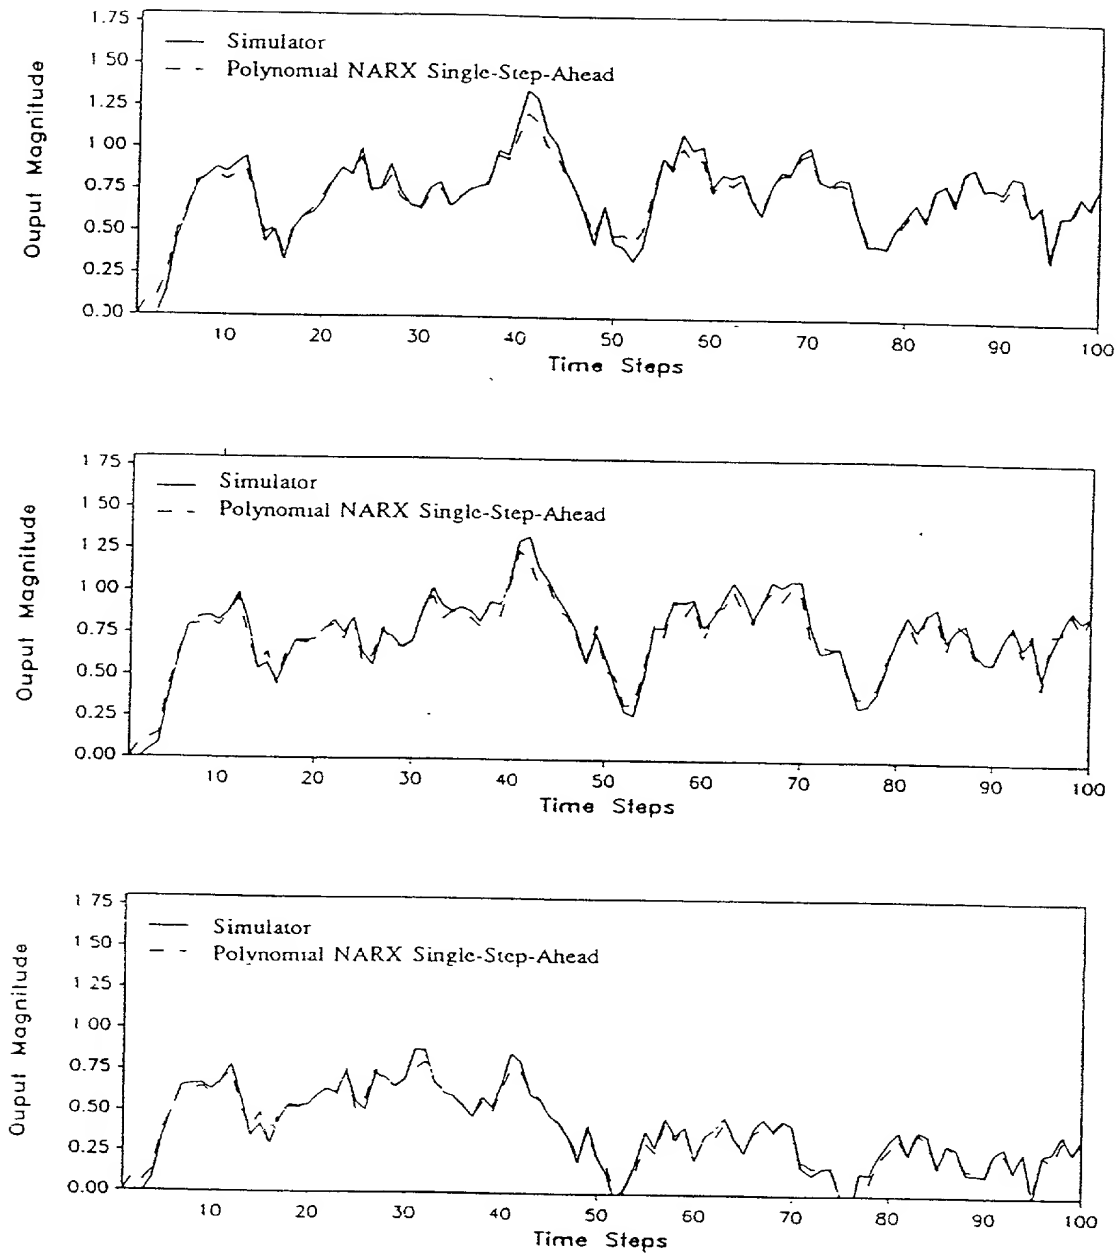 1.75
1 50
1.25
1 00
0.75
0.50
0.25
0.00
Ouput Magnitude
Simulator
Polynomial NARX Single-Step-Ahead
10 20 30 40 50 60 70 80 90 100
Time Steps
1 75
1 50
1 25
1 00
0.75
0.50
0.25
0.00
Ouput Magnitude
Simulator
Polynomial NARX Single-Step-Ahead
10 20 30 40 50 60 70 80 90 100
Time Steps
1 75
1 50
1 25
1 00
0.75
0.50
0.25
0.00
Ouput Magnitude
Simulator
Polynomial NARX Single-Step-Ahead
10 20 30 40 50 60 70 80 90 100
Time Steps